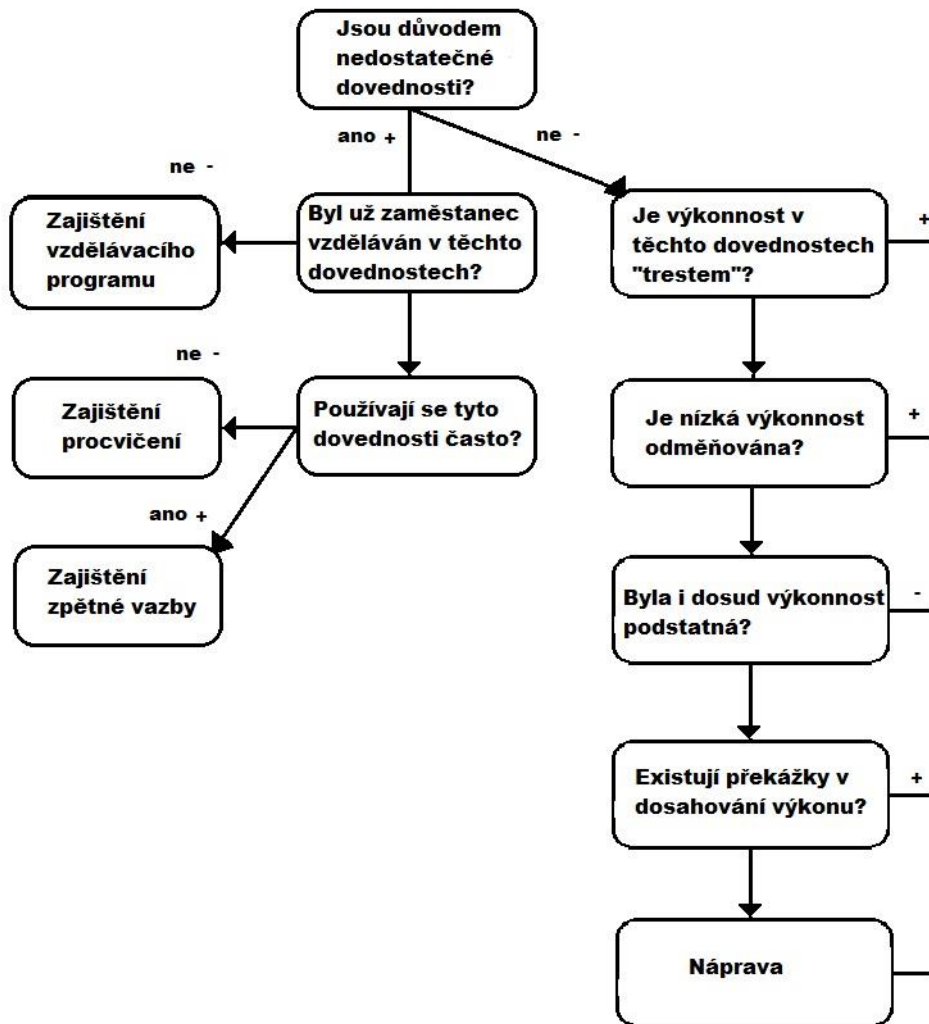 Jsou důvodem
nedostatečné
dovednosti?
ano +
ne -
ne -
Zajištění
vzdělávacího
programu
Byl už zaměstanec
vzděláván v těchto
dovednostech?
Je výkonnost v
těchto dovednostech
"trestem"?
+
ne -
Zajištění
procvičení
Používají se tyto
dovednosti často?
Je nízká výkonnost
odměňována?
+
ano +
Zajištění
zpětné vazby
Byla i dosud výkonnost
podstatná?
-
Existují překážky v
dosahování výkonu?
+
Náprava